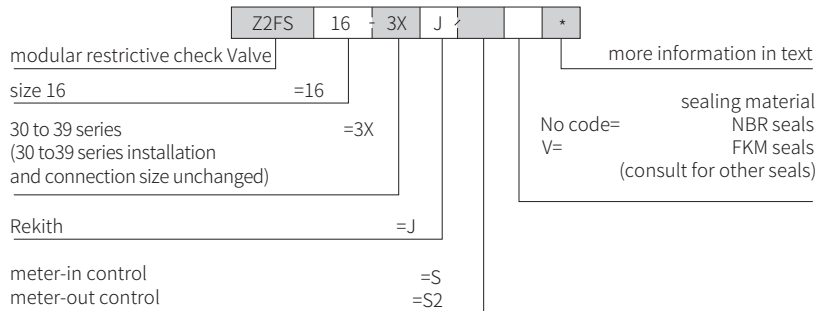 Z2FS 16 - 3X J / *
modular restrictive check Valve
more information in text
size 16 =16
sealing material
No code= NBR seals
V= FKM seals
(consult for other seals)
30 to 39 series =3X
(30 to39 series installation
and connection size unchanged)
Rekith =J
meter-in control =S
meter-out control =S2